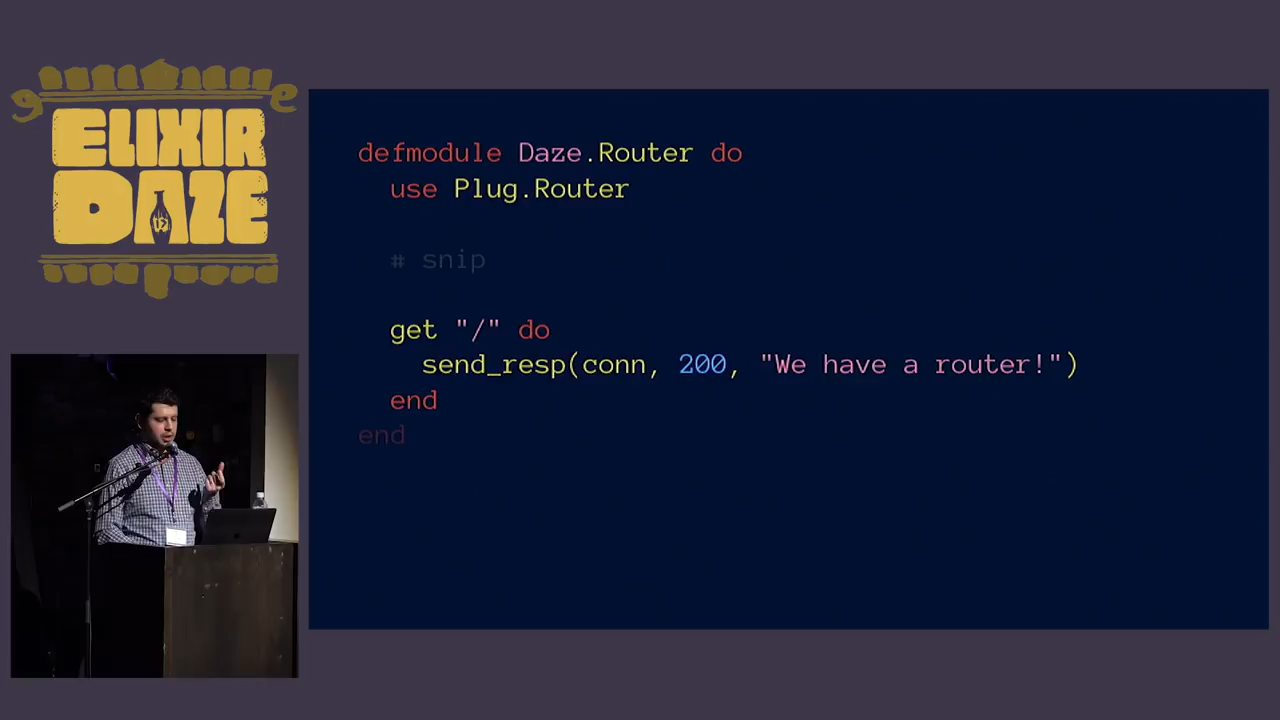 ELIXIR
DAZE
defmodule Daze.Router do
  use Plug.Router
  # snip
  get "/" do
    send_resp(conn, 200, "We have a router!")
  end
end